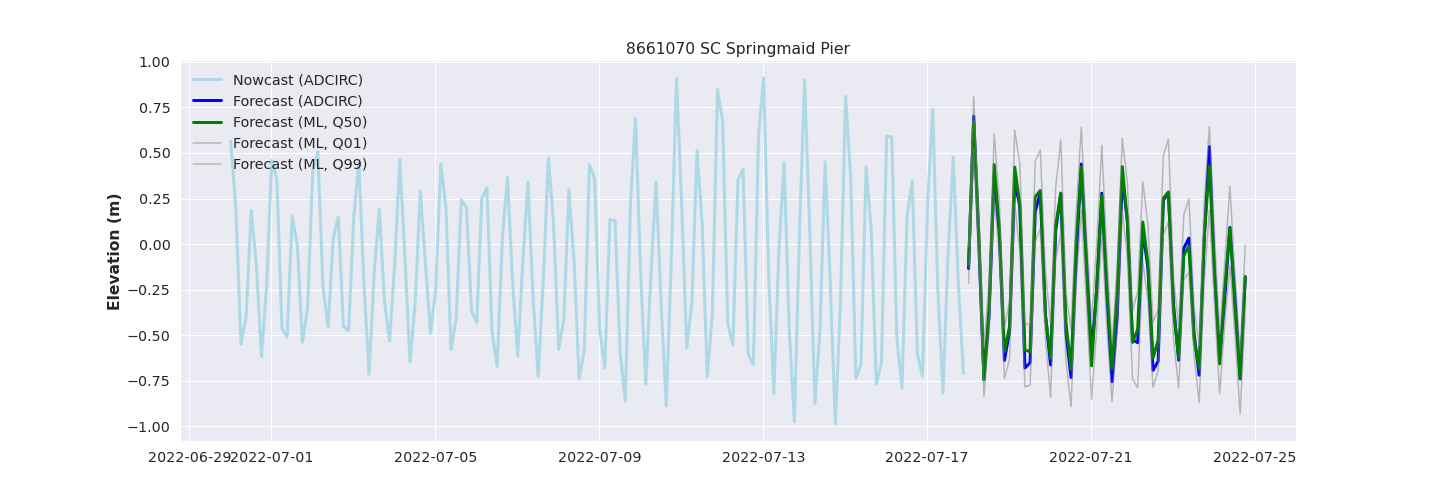 8661070 SC Springmaid Pier
Nowcast (ADCIRC)
Forecast (ADCIRC)
Forecast (ML, Q50)
Forecast (ML, Q01)
Forecast (ML, Q99)
Elevation (m)
1.00
0.75
0.50
0.25
0.00
−0.25
−0.50
−0.75
−1.00
2022-06-29 2022-07-01 2022-07-05 2022-07-09 2022-07-13 2022-07-17 2022-07-21 2022-07-25